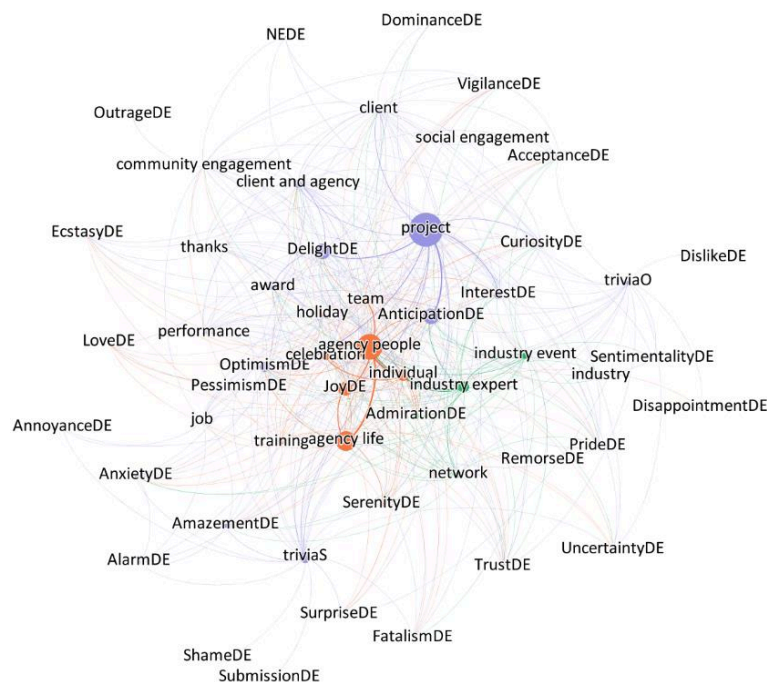 DominanceDE
NEDE
VigilanceDE
client
OutrageDE
social engagement
AcceptanceDE
community engagement
client and agency
project
EcstasyDE
CuriosityDE
thanks
DelightDE
DislikeDE
triviaO
award
InterestDE
team
holiday
AnticipationDE
performance
LoveDE
agency people
celebration
industry event
SentimentalityDE
OptimismDE
individual
industry
PessimismDE
JoyDE
industry expert
DisappointmentDE
AdmirationDE
job
AnnoyanceDE
training
agency life
PrideDE
RemorseDE
AnxietyDE
network
SerenityDE
AmazementDE
UncertaintyDE
AlarmDE
triviaS
TrustDE
SurpriseDE
FatalismDE
ShameDE
SubmissionDE